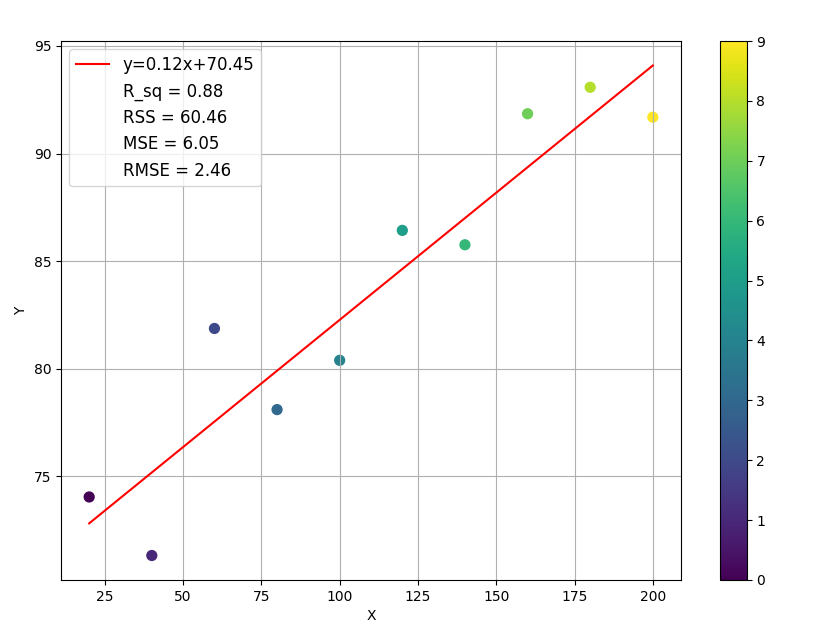 y=0.12x+70.45
R_sq = 0.88
RSS = 60.46
MSE = 6.05
RMSE = 2.46
95
90
85
80
75
Y
25 50 75 100 125 150 175 200
X
9
8
7
6
5
4
3
2
1
0